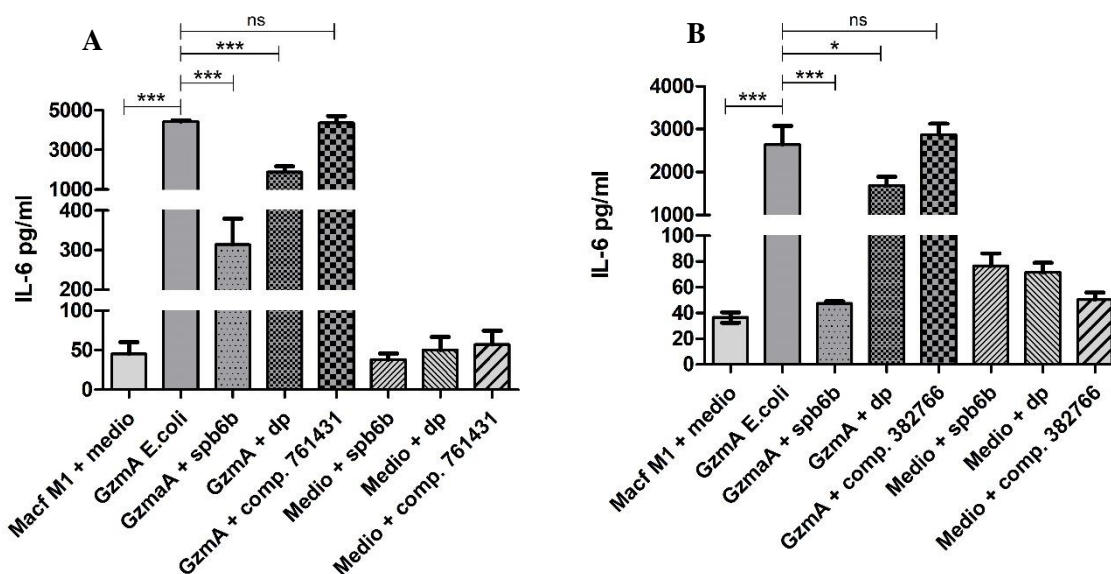 A
ns
***
***
***
IL-6 pg/ml
5000
3000
1000
400
300
200
100
50
0
Macf M1 + medio
GzmA E.coli
GzmaA + spb6b
GzmA + dp
GzmA + comp. 761431
Medio + spb6b
Medio + dp
Medio + comp. 761431
B
ns
*
***
***
IL-6 pg/ml
4000
3000
2000
1000
100
80
60
40
20
0
Macf M1 + medio
GzmA E.coli
GzmaA + spb6b
GzmA + dp
GzmA + comp. 382766
Medio + spb6b
Medio + dp
Medio + comp. 382766